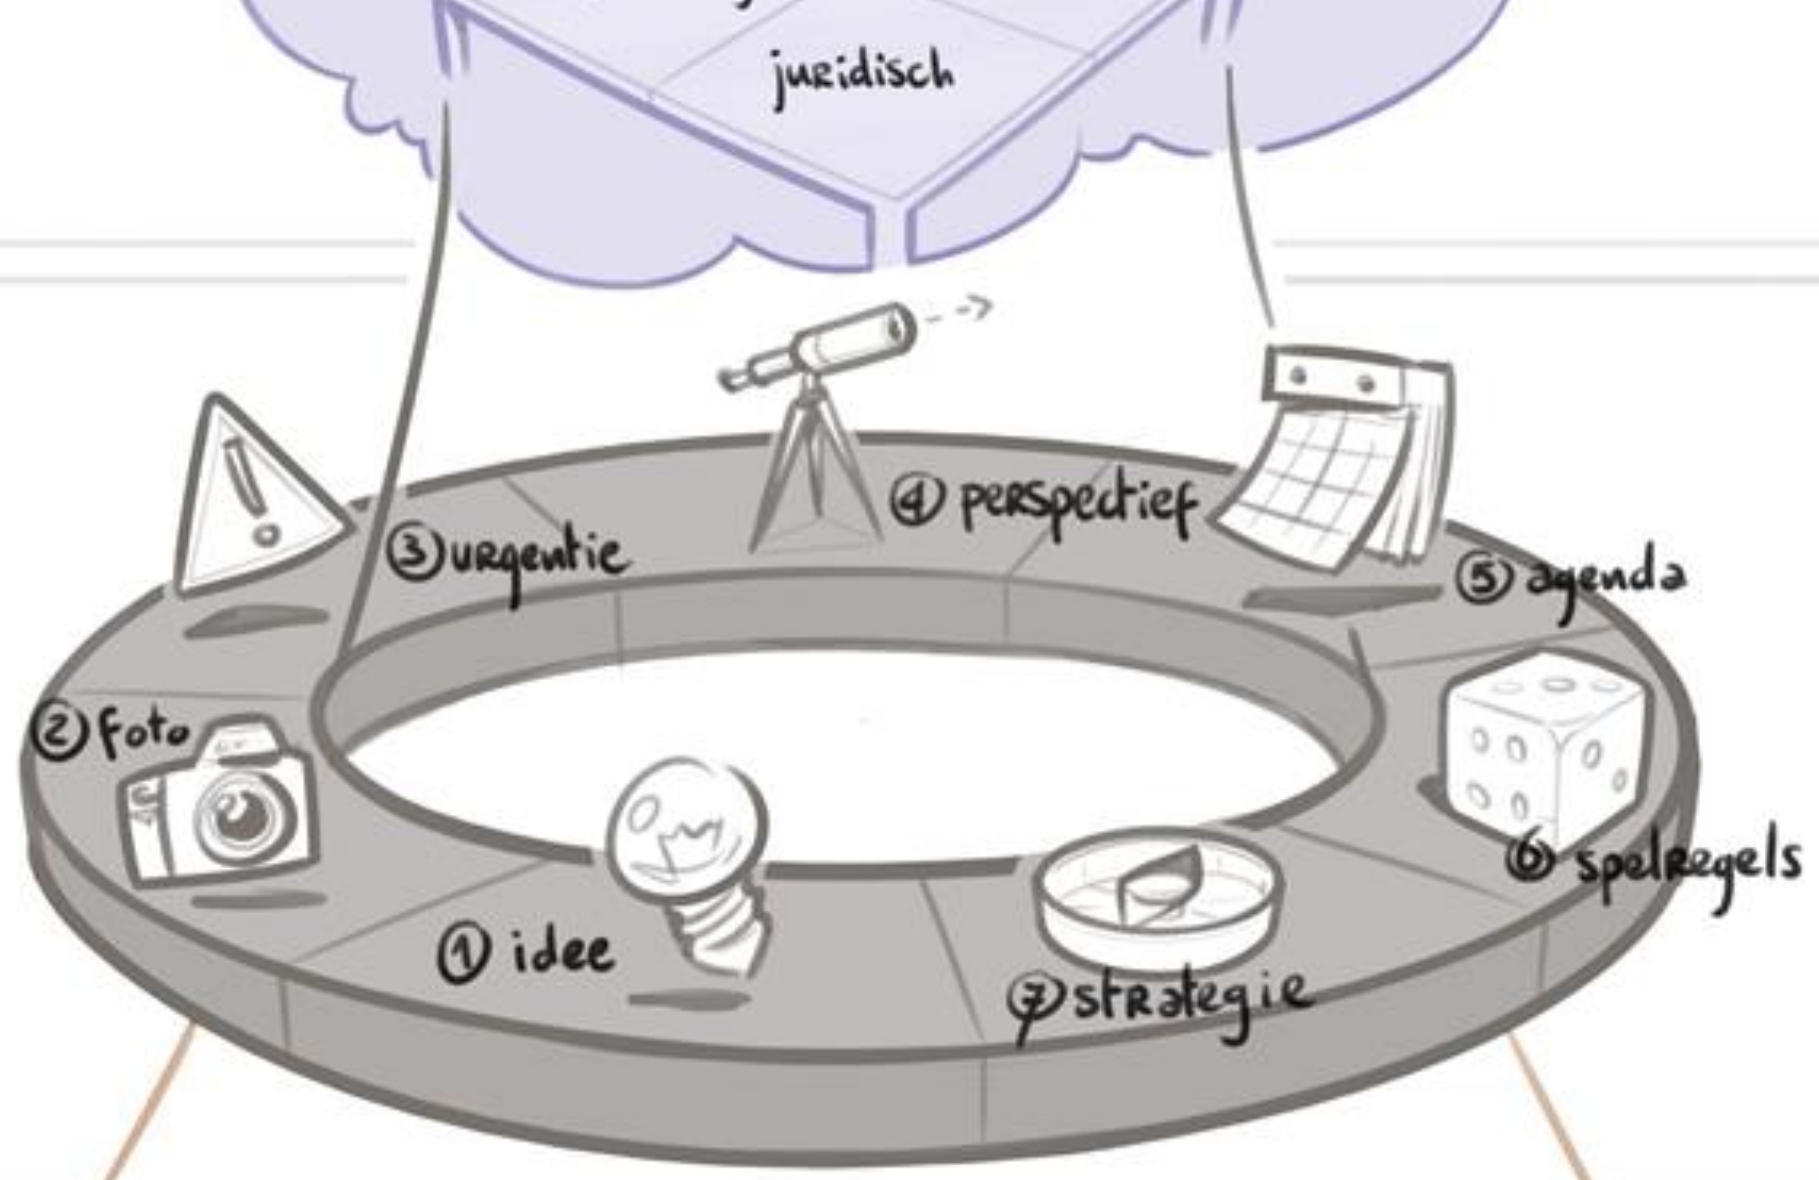 juridisch
④ perspectief
③ urgentie
⑤ agenda
② foto
⑥ spelregels
① idee
⑦ strategie